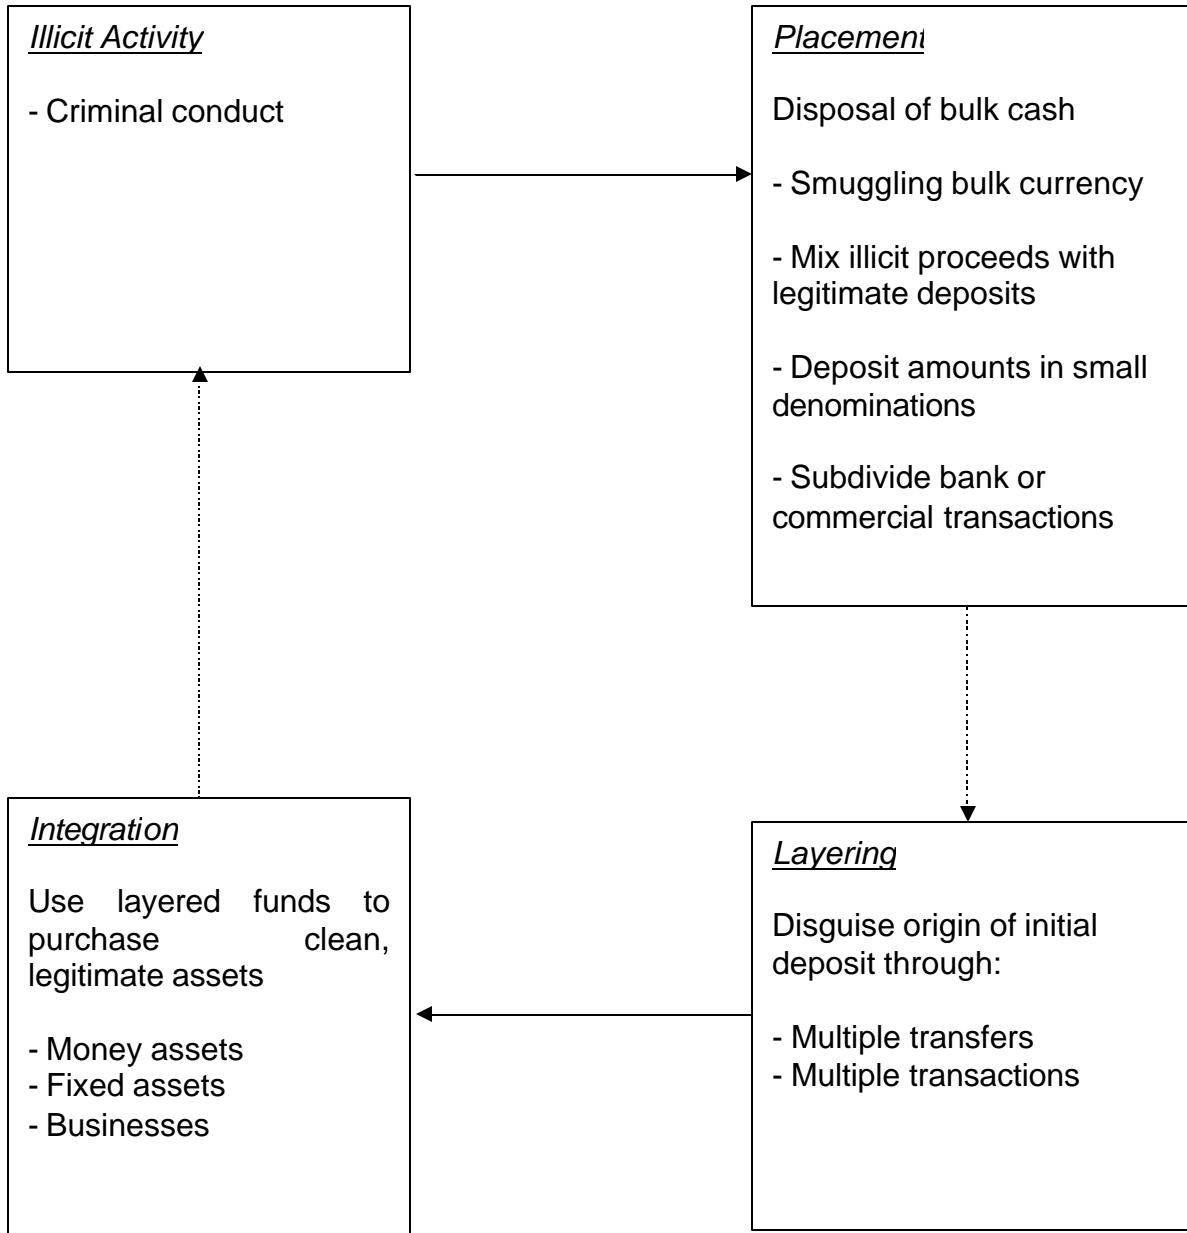 Illicit Activity
- Criminal conduct
Placement
Disposal of bulk cash
- Smuggling bulk currency
- Mix illicit proceeds with
legitimate deposits
- Deposit amounts in small
denominations
- Subdivide bank or
commercial transactions
Integration
Use layered funds to
purchase clean,
legitimate assets
- Money assets
- Fixed assets
- Businesses
Layering
Disguise origin of initial
deposit through:
- Multiple transfers
- Multiple transactions